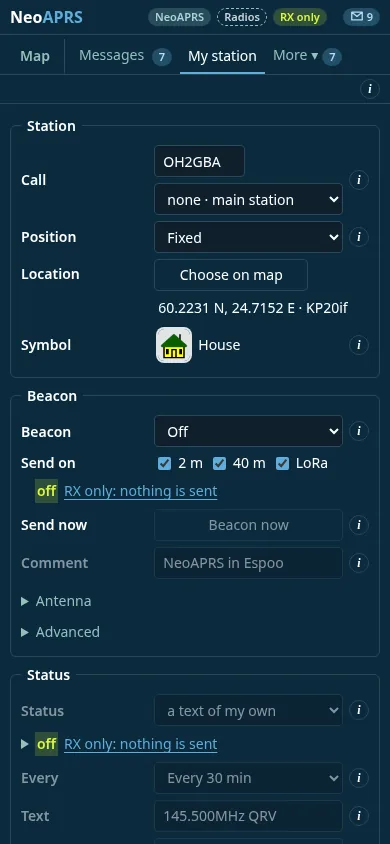 NeoAPRS NeoAPRS Radios RX only 9
Map Messages 7 My station More ▾ 7
i
Station
Call OH2GBA
none · main station i
Position Fixed i
Location Choose on map
60.2231 N, 24.7152 E · KP20if
Symbol House i
Beacon
Beacon Off i
Send on 2 m 40 m LoRa
off RX only: nothing is sent
Send now Beacon now i
Comment NeoAPRS in Espoo i
▶ Antenna
▶ Advanced
Status
Status a text of my own i
▶ off RX only: nothing is sent
Every Every 30 min i
Text 145.500MHz QRV i